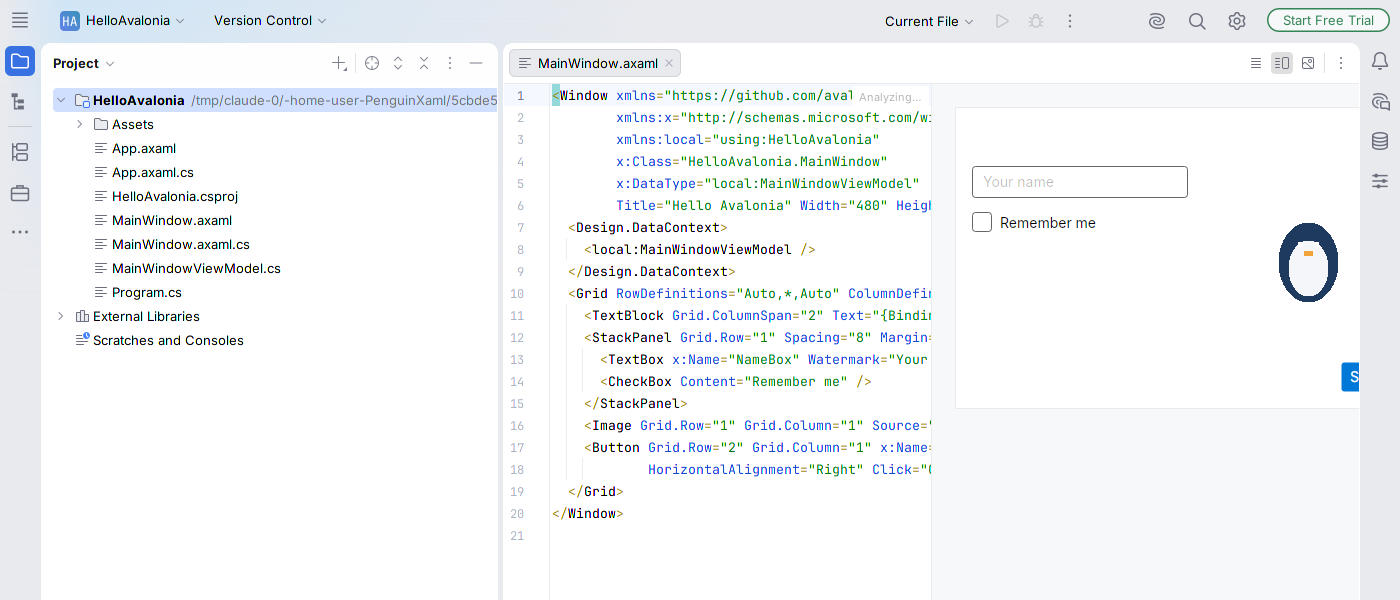 HA HelloAvalonia Version Control Current File Start Free Trial
Project
MainWindow.axaml
HelloAvalonia /tmp/claude-0/-home-user-PenguinXaml/5cbde5
Assets
App.axaml
App.axaml.cs
HelloAvalonia.csproj
MainWindow.axaml
MainWindow.axaml.cs
MainWindowViewModel.cs
Program.cs
External Libraries
Scratches and Consoles
1 <Window xmlns="https://github.com/aval Analyzing...
2 xmlns:x="http://schemas.microsoft.com/wi
3 xmlns:local="using:HelloAvalonia"
4 x:Class="HelloAvalonia.MainWindow"
5 x:DataType="local:MainWindowViewModel"
6 Title="Hello Avalonia" Width="480" Heigh
7 <Design.DataContext>
8 <local:MainWindowViewModel />
9 </Design.DataContext>
10 <Grid RowDefinitions="Auto,*,Auto" ColumnDefin
11 <TextBlock Grid.ColumnSpan="2" Text="{Bindin
12 <StackPanel Grid.Row="1" Spacing="8" Margin=
13 <TextBox x:Name="NameBox" Watermark="Your
14 <CheckBox Content="Remember me" />
15 </StackPanel>
16 <Image Grid.Row="1" Grid.Column="1" Source="
17 <Button Grid.Row="2" Grid.Column="1" x:Name=
18 HorizontalAlignment="Right" Click="
19 </Grid>
20 </Window>
21
Your name
Remember me
S